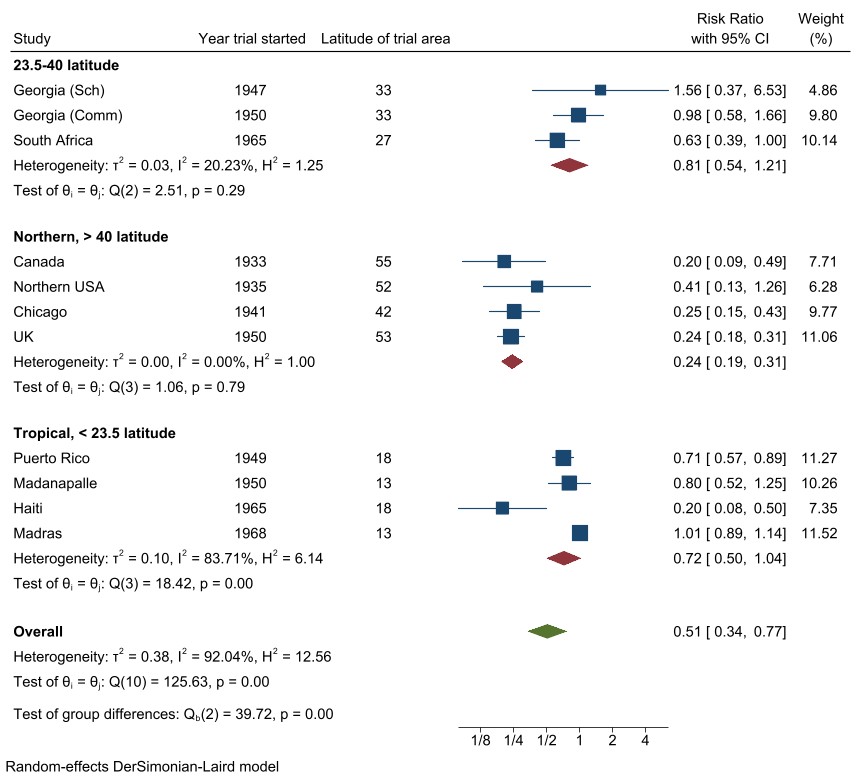 Risk Ratio Weight
Study Year trial started Latitude of trial area with 95% CI (%)
23.5-40 latitude
Georgia (Sch) 1947 33 1.56 [ 0.37, 6.53] 4.86
Georgia (Comm) 1950 33 0.98 [ 0.58, 1.66] 9.80
South Africa 1965 27 0.63 [ 0.39, 1.00] 10.14
Heterogeneity: τ² = 0.03, I² = 20.23%, H² = 1.25 0.81 [ 0.54, 1.21]
Test of θᵢ = θⱼ: Q(2) = 2.51, p = 0.29
Northern, > 40 latitude
Canada 1933 55 0.20 [ 0.09, 0.49] 7.71
Northern USA 1935 52 0.41 [ 0.13, 1.26] 6.28
Chicago 1941 42 0.25 [ 0.15, 0.43] 9.77
UK 1950 53 0.24 [ 0.18, 0.31] 11.06
Heterogeneity: τ² = 0.00, I² = 0.00%, H² = 1.00 0.24 [ 0.19, 0.31]
Test of θᵢ = θⱼ: Q(3) = 1.06, p = 0.79
Tropical, < 23.5 latitude
Puerto Rico 1949 18 0.71 [ 0.57, 0.89] 11.27
Madanapalle 1950 13 0.80 [ 0.52, 1.25] 10.26
Haiti 1965 18 0.20 [ 0.08, 0.50] 7.35
Madras 1968 13 1.01 [ 0.89, 1.14] 11.52
Heterogeneity: τ² = 0.10, I² = 83.71%, H² = 6.14 0.72 [ 0.50, 1.04]
Test of θᵢ = θⱼ: Q(3) = 18.42, p = 0.00
Overall 0.51 [ 0.34, 0.77]
Heterogeneity: τ² = 0.38, I² = 92.04%, H² = 12.56
Test of θᵢ = θⱼ: Q(10) = 125.63, p = 0.00
Test of group differences: Q_b(2) = 39.72, p = 0.00
1/8 1/4 1/2 1 2 4
Random-effects DerSimonian-Laird model